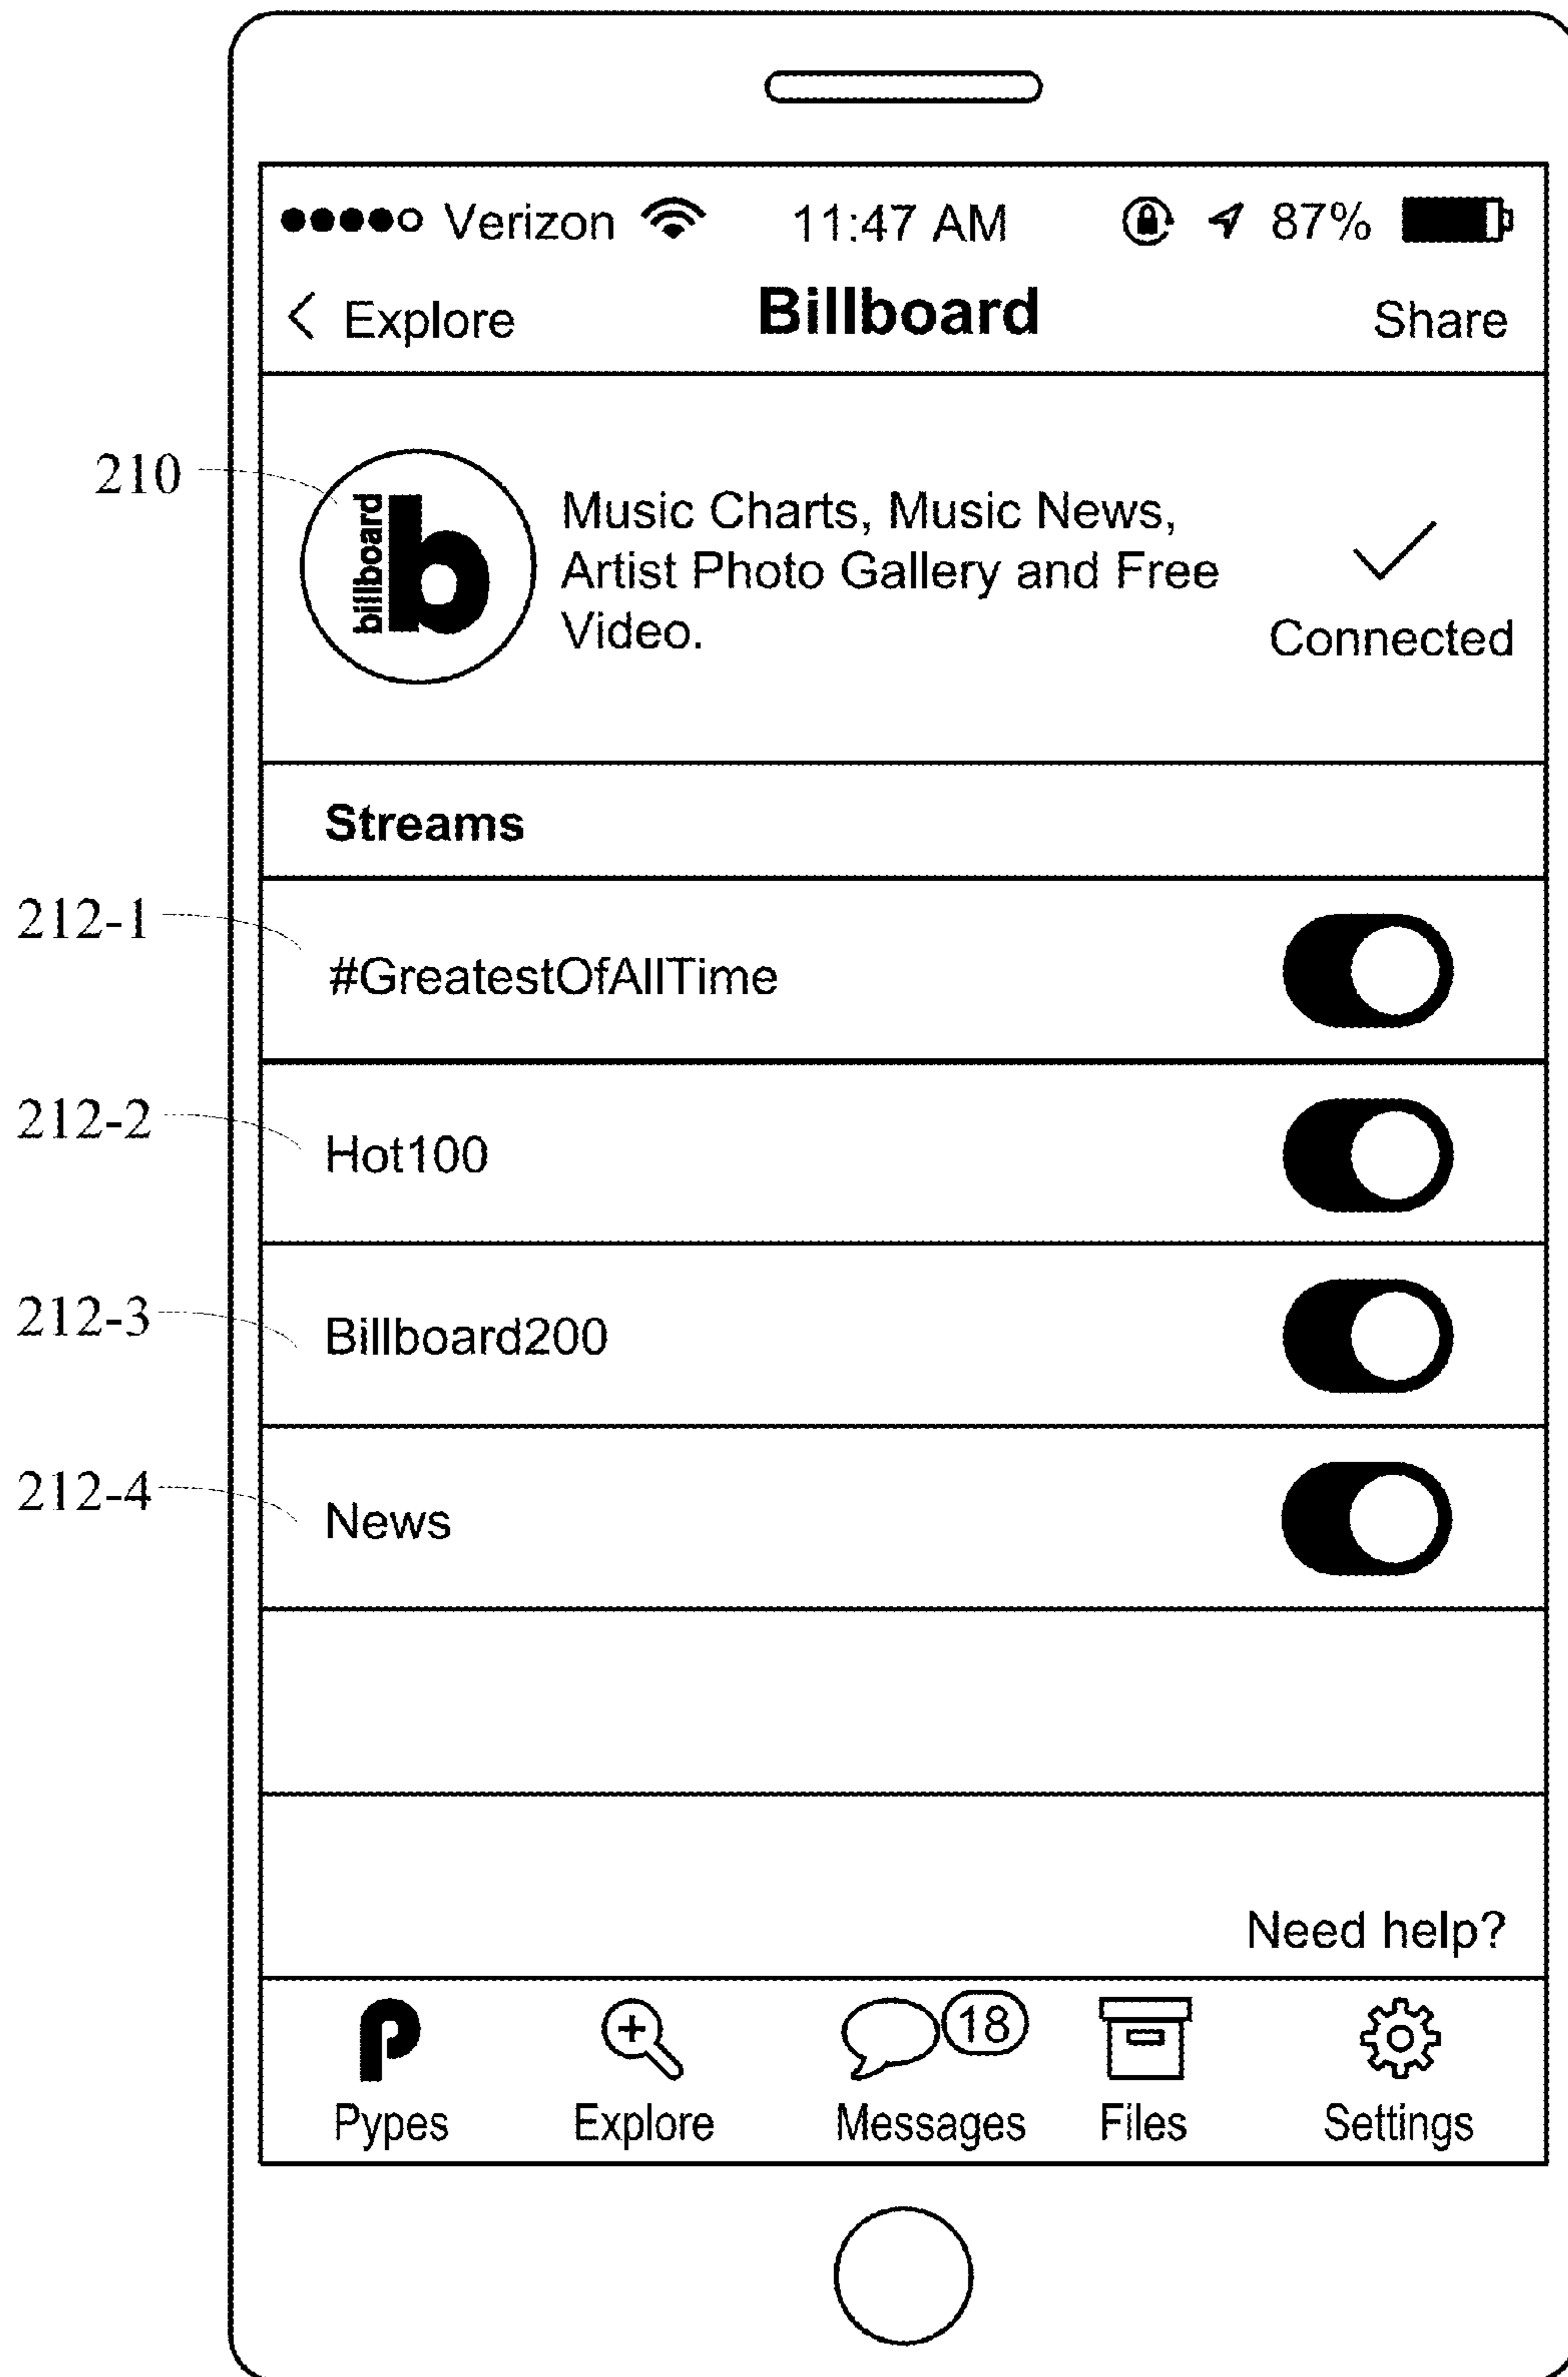 Verizon 11:47 AM 87%
< Explore Billboard Share
210
billboard b
Music Charts, Music News,
Artist Photo Gallery and Free
Video.
Connected
Streams
212-1
#GreatestOfAllTime
212-2
Hot100
212-3
Billboard200
212-4
News
Need help?
18
Pypes Explore Messages Files Settings